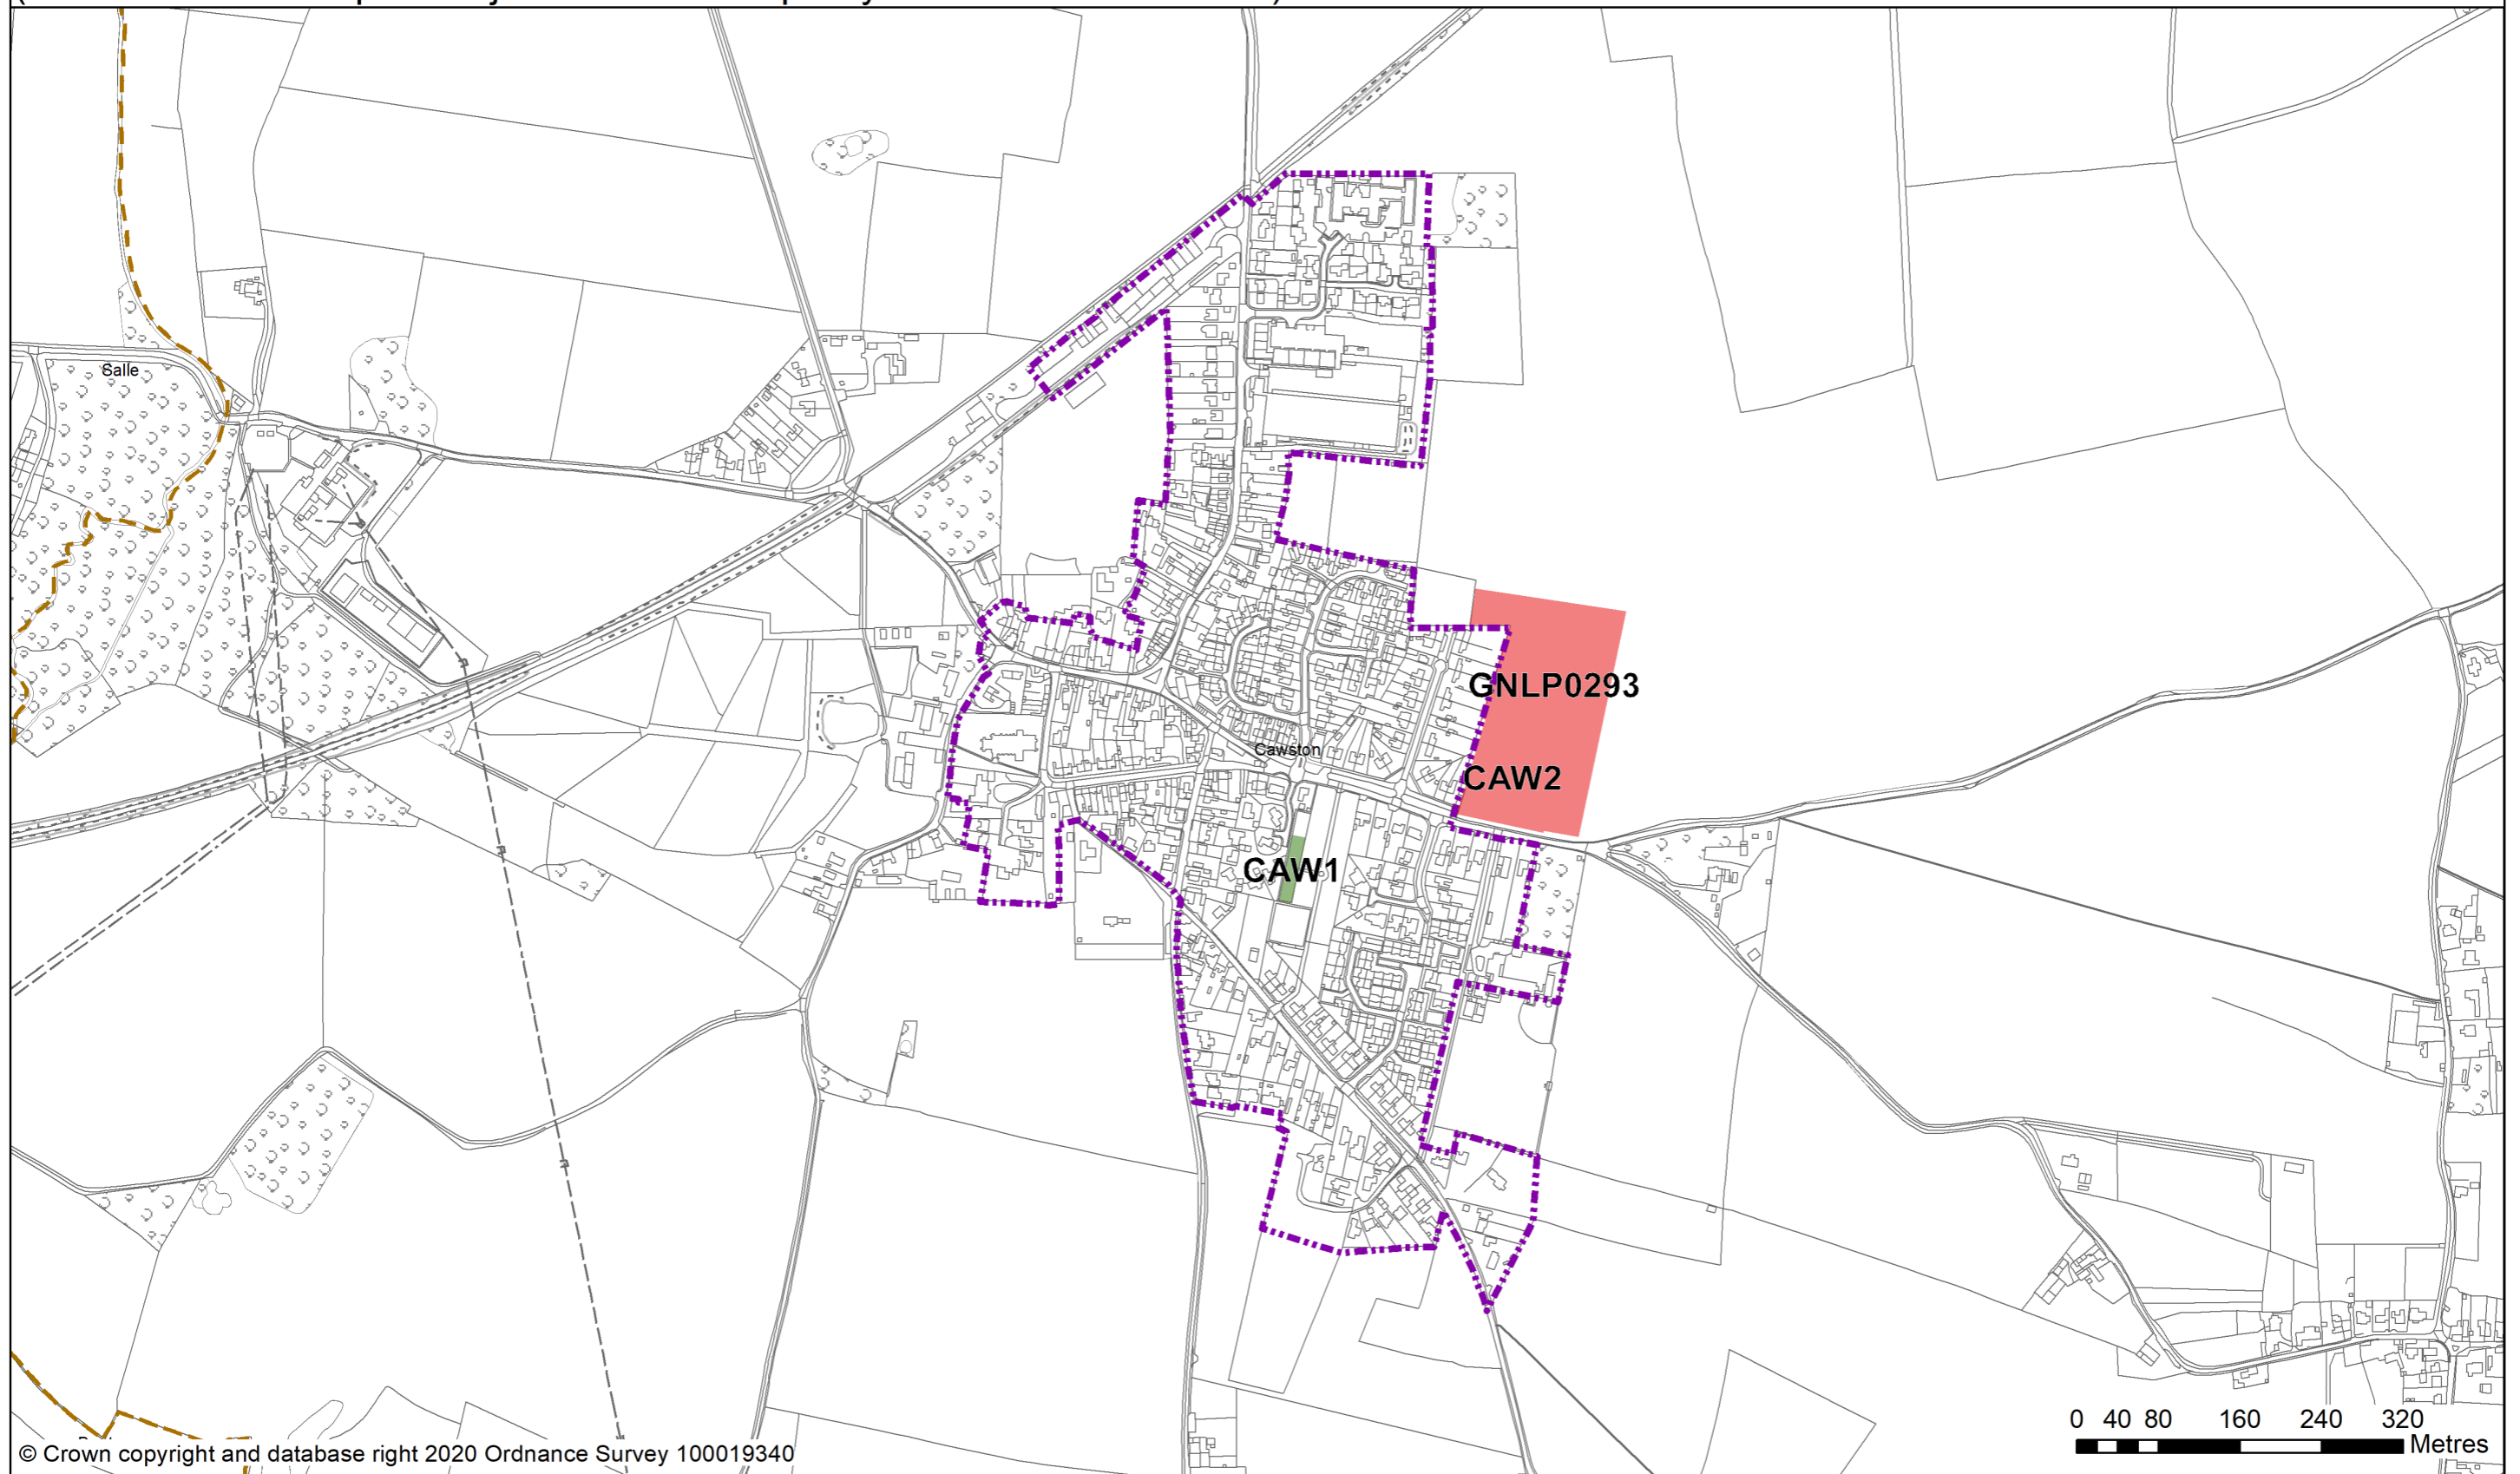 Salle
GNLP0293
Cawston
CAW2
CAW1
0 40 80 160 240 320
Metres
© Crown copyright and database right 2020 Ordnance Survey 100019340